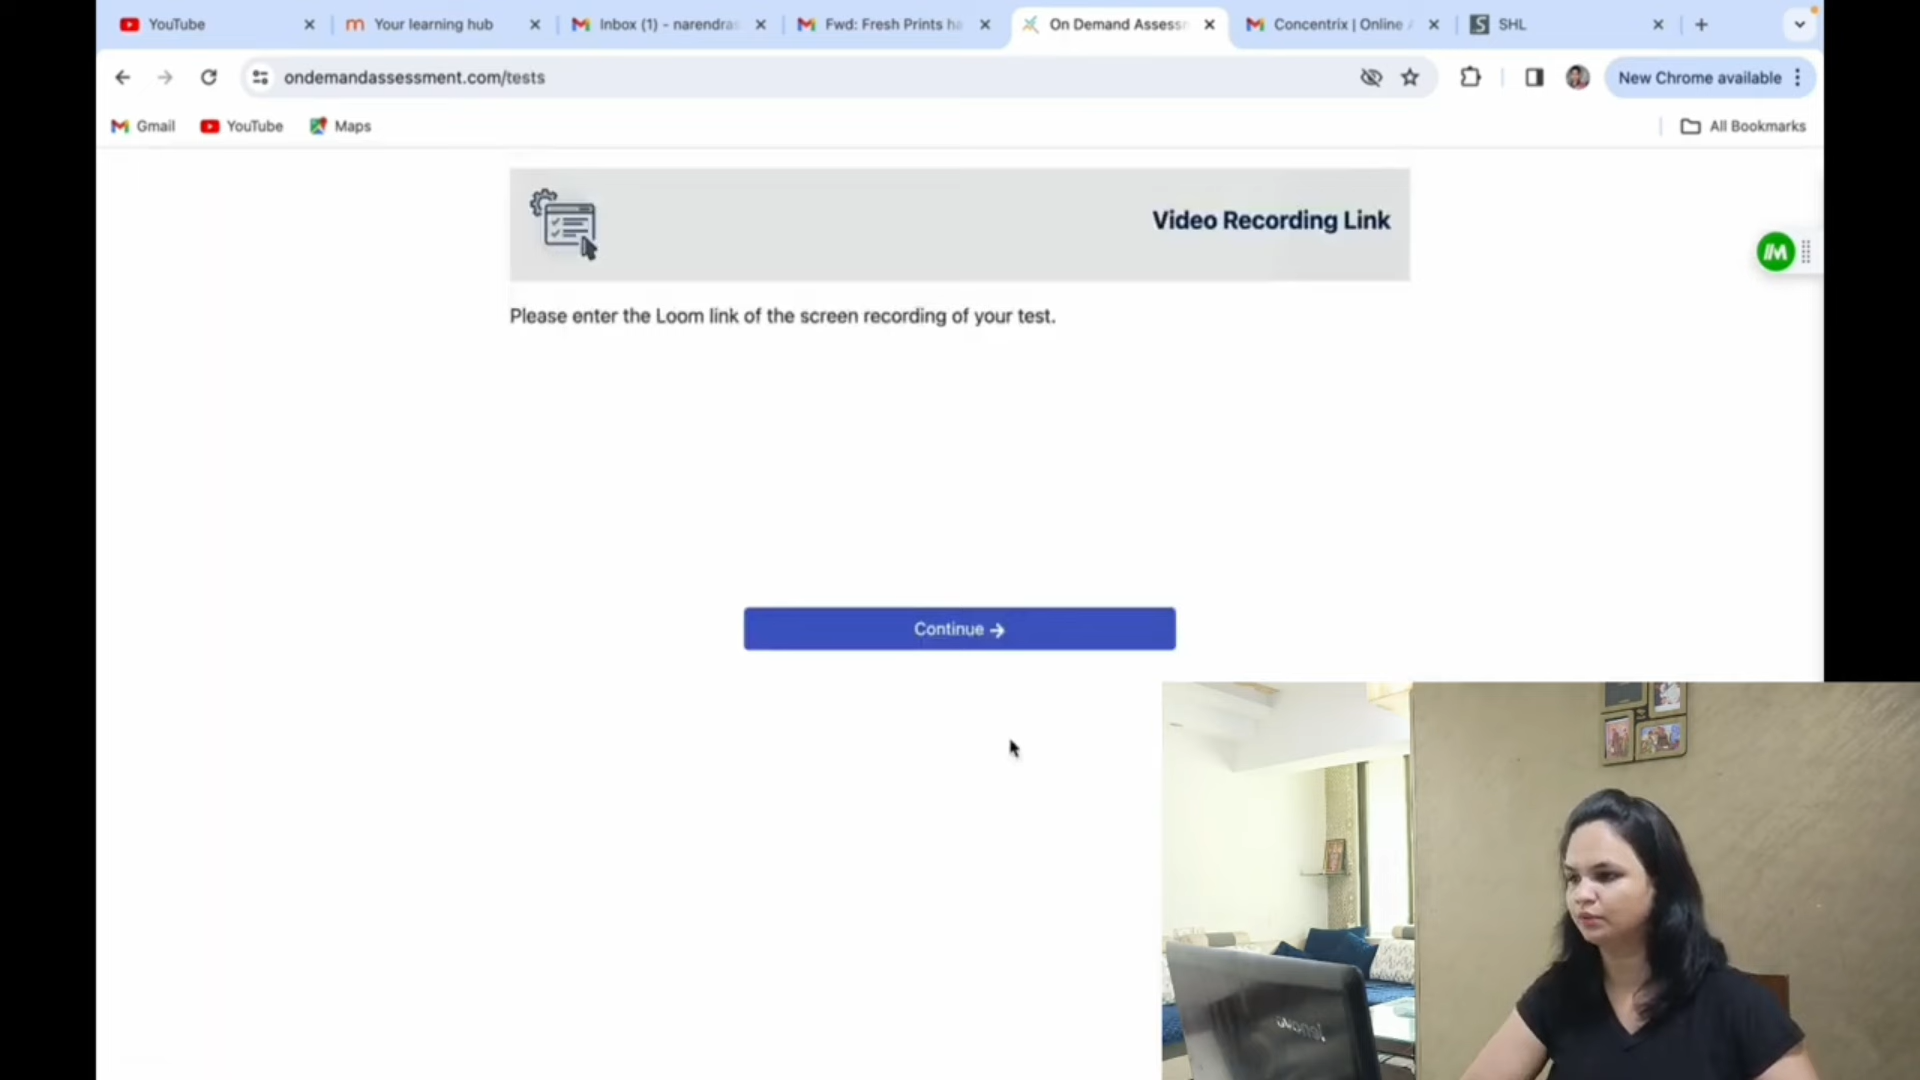 YouTube
Your learning hub
Inbox (1) - narendras
Fwd: Fresh Prints ha
On Demand Assess
Concentrix | Online
S SHL
ondemandassessment.com/tests
New Chrome available
Gmail
YouTube
Maps
All Bookmarks
Video Recording Link
M
Please enter the Loom link of the screen recording of your test.
Continue →
lenovo